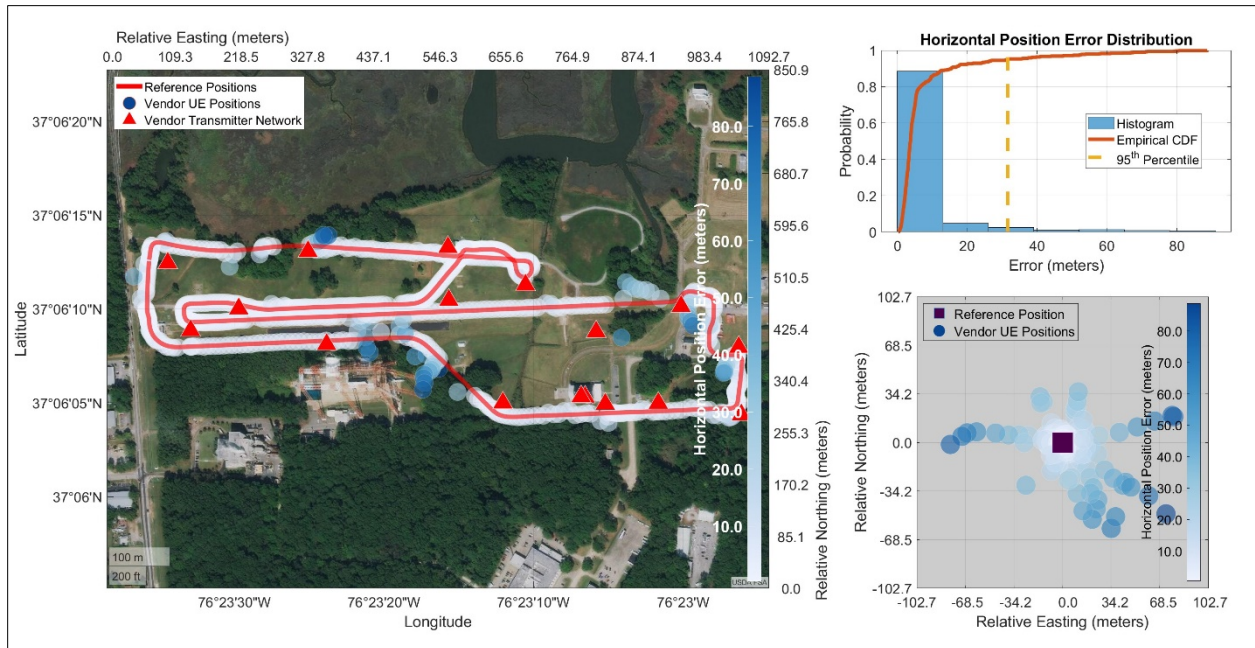 Relative Easting (meters)
0.0 109.3 218.5 327.8 437.1 546.3 655.6 764.9 874.1 983.4 1092.7
Reference Positions
Vendor UE Positions
Vendor Transmitter Network
37°06'20"N
37°06'15"N
37°06'10"N
37°06'05"N
37°06'N
Latitude
76°23'30"W 76°23'20"W 76°23'10"W 76°23'W
Longitude
100 m
200 ft
Horizontal Position Error (meters)
80.0
70.0
60.0
50.0
40.0
30.0
20.0
10.0
850.9
765.8
680.7
595.6
510.5
425.4
340.4
255.3
170.2
85.1
0.0
Relative Northing (meters)
Horizontal Position Error Distribution
1
0.8
0.6
0.4
0.2
0
Probability
Histogram
Empirical CDF
95th Percentile
0 20 40 60 80
Error (meters)
Reference Position
Vendor UE Positions
102.7
68.5
34.2
0.0
-34.2
-68.5
-102.7
Relative Northing (meters)
-102.7 -68.5 -34.2 0.0 34.2 68.5 102.7
Relative Easting (meters)
Horizontal Position Error (meters)
80.0
70.0
60.0
50.0
40.0
30.0
20.0
10.0